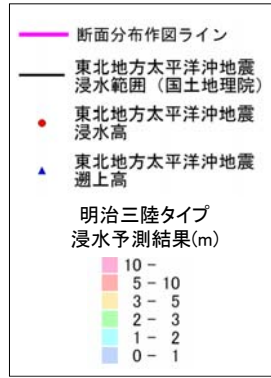 断面分布作図ライン
東北地方太平洋沖地震
浸水範囲（国土地理院）
東北地方太平洋沖地震
浸水高
東北地方太平洋沖地震
遡上高
明治三陸タイプ
浸水予測結果(m)
10 －
5 － 10
3 － 5
2 － 3
1 － 2
0 － 1